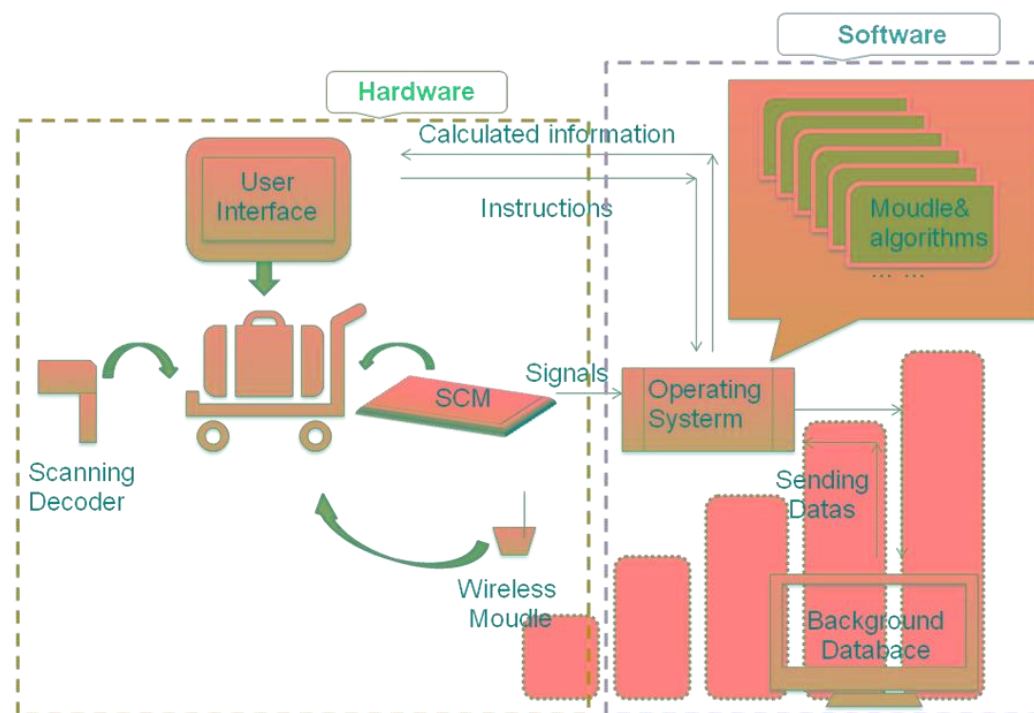 Software
Hardware
Calculated information
User
Interface
Instructions
Moudle&
algorithms
... ...
Signals
SCM
Operating
Systerm
Scanning
Decoder
Sending
Datas
Wireless
Moudle
Background
Databace